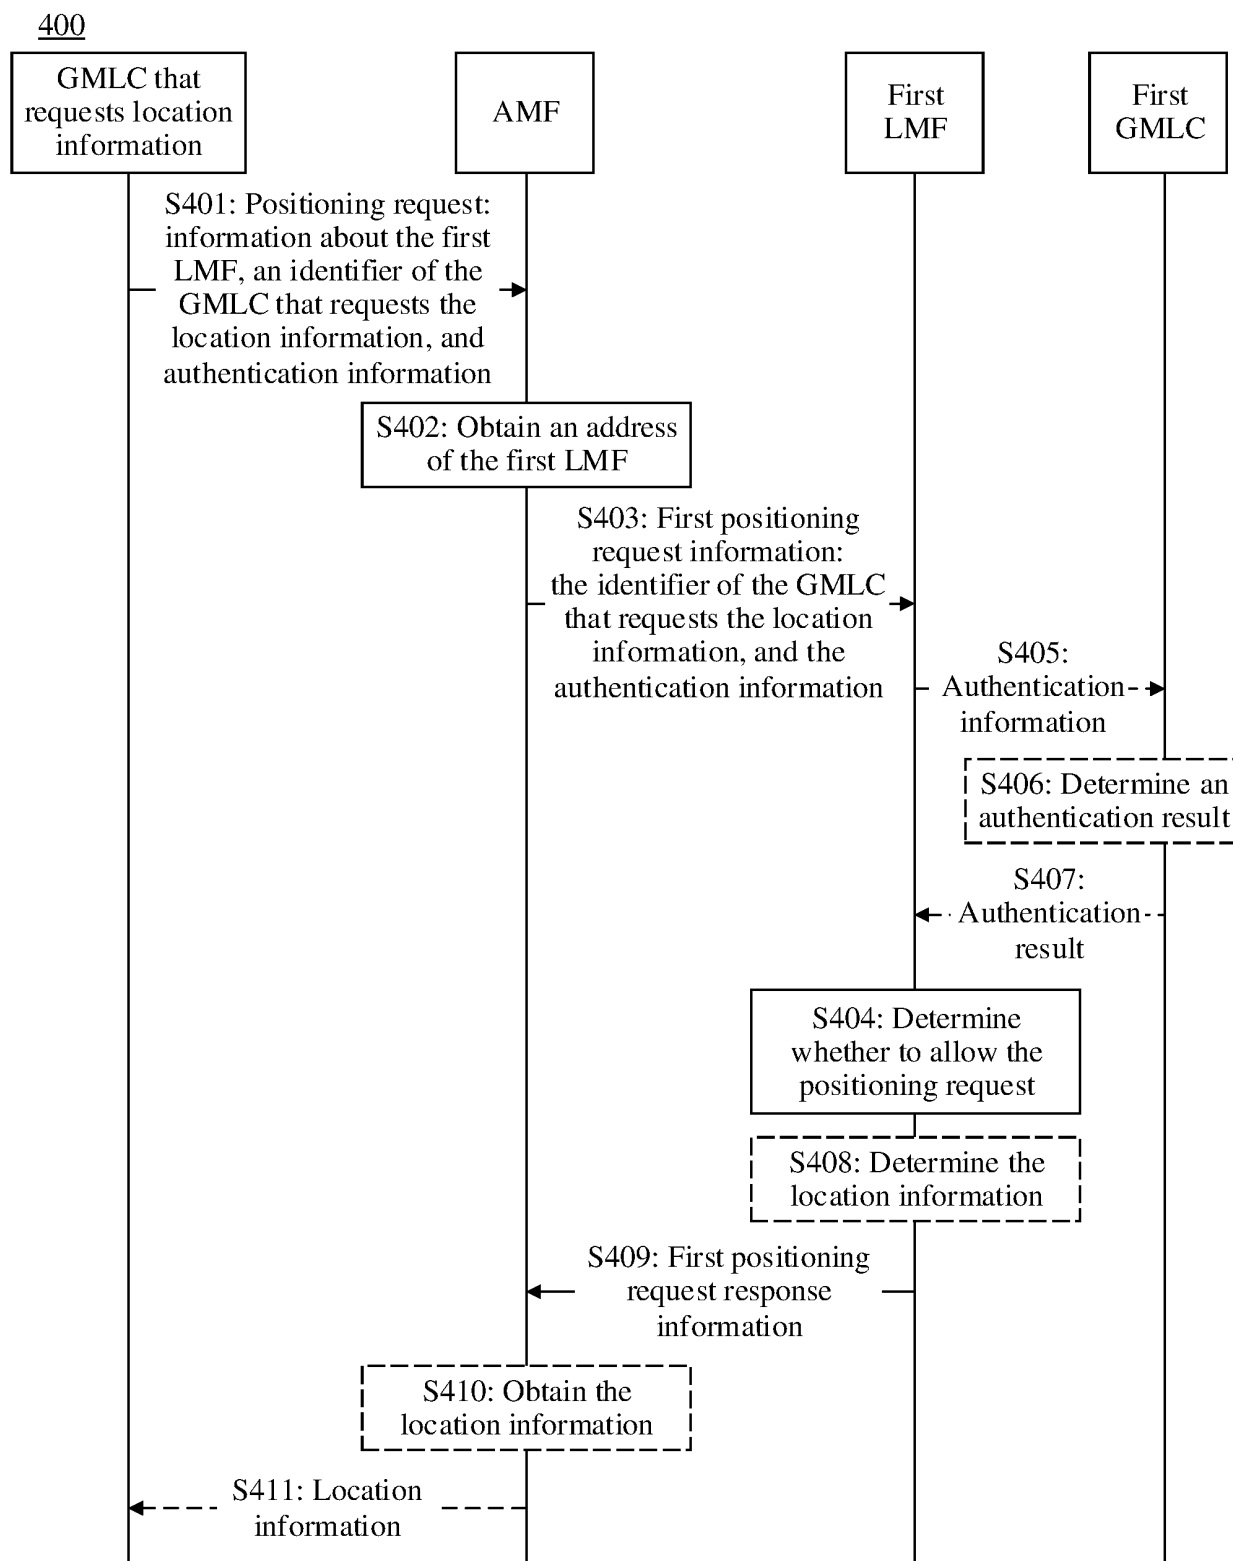 400
GMLC that
requests location
information
AMF
First
LMF
First
GMLC
S401: Positioning request:
information about the first
LMF, an identifier of the
GMLC that requests the
location information, and
authentication information
S402: Obtain an address
of the first LMF
S403: First positioning
request information:
the identifier of the GMLC
that requests the location
information, and the
authentication information
S405:
Authentication
information
S406: Determine an
authentication result
S407:
Authentication
result
S404: Determine
whether to allow the
positioning request
S408: Determine the
location information
S409: First positioning
request response
information
S410: Obtain the
location information
S411: Location
information